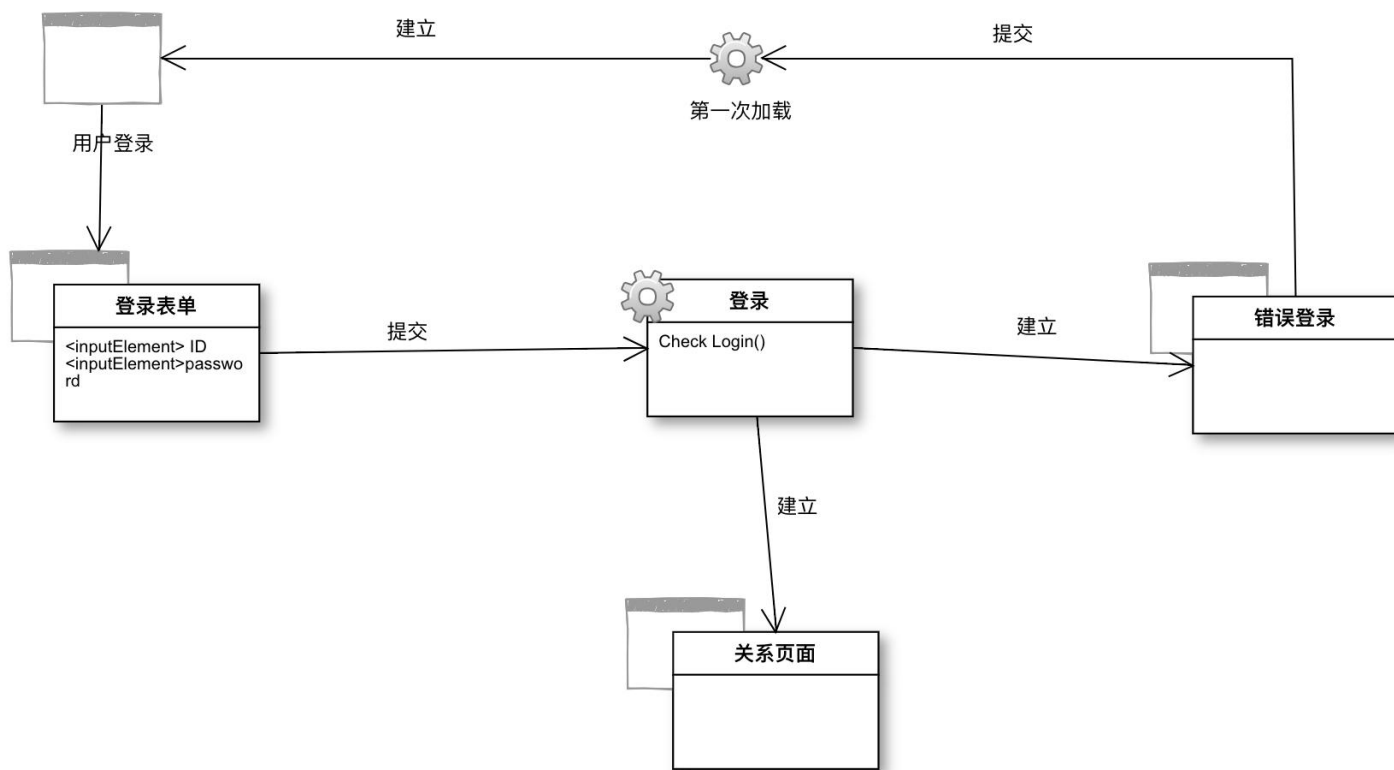 建立
提交
第一次加载
用户登录
登录表单
<inputElement> ID
<inputElement>passwo
rd
提交
登录
Check Login()
建立
错误登录
建立
关系页面